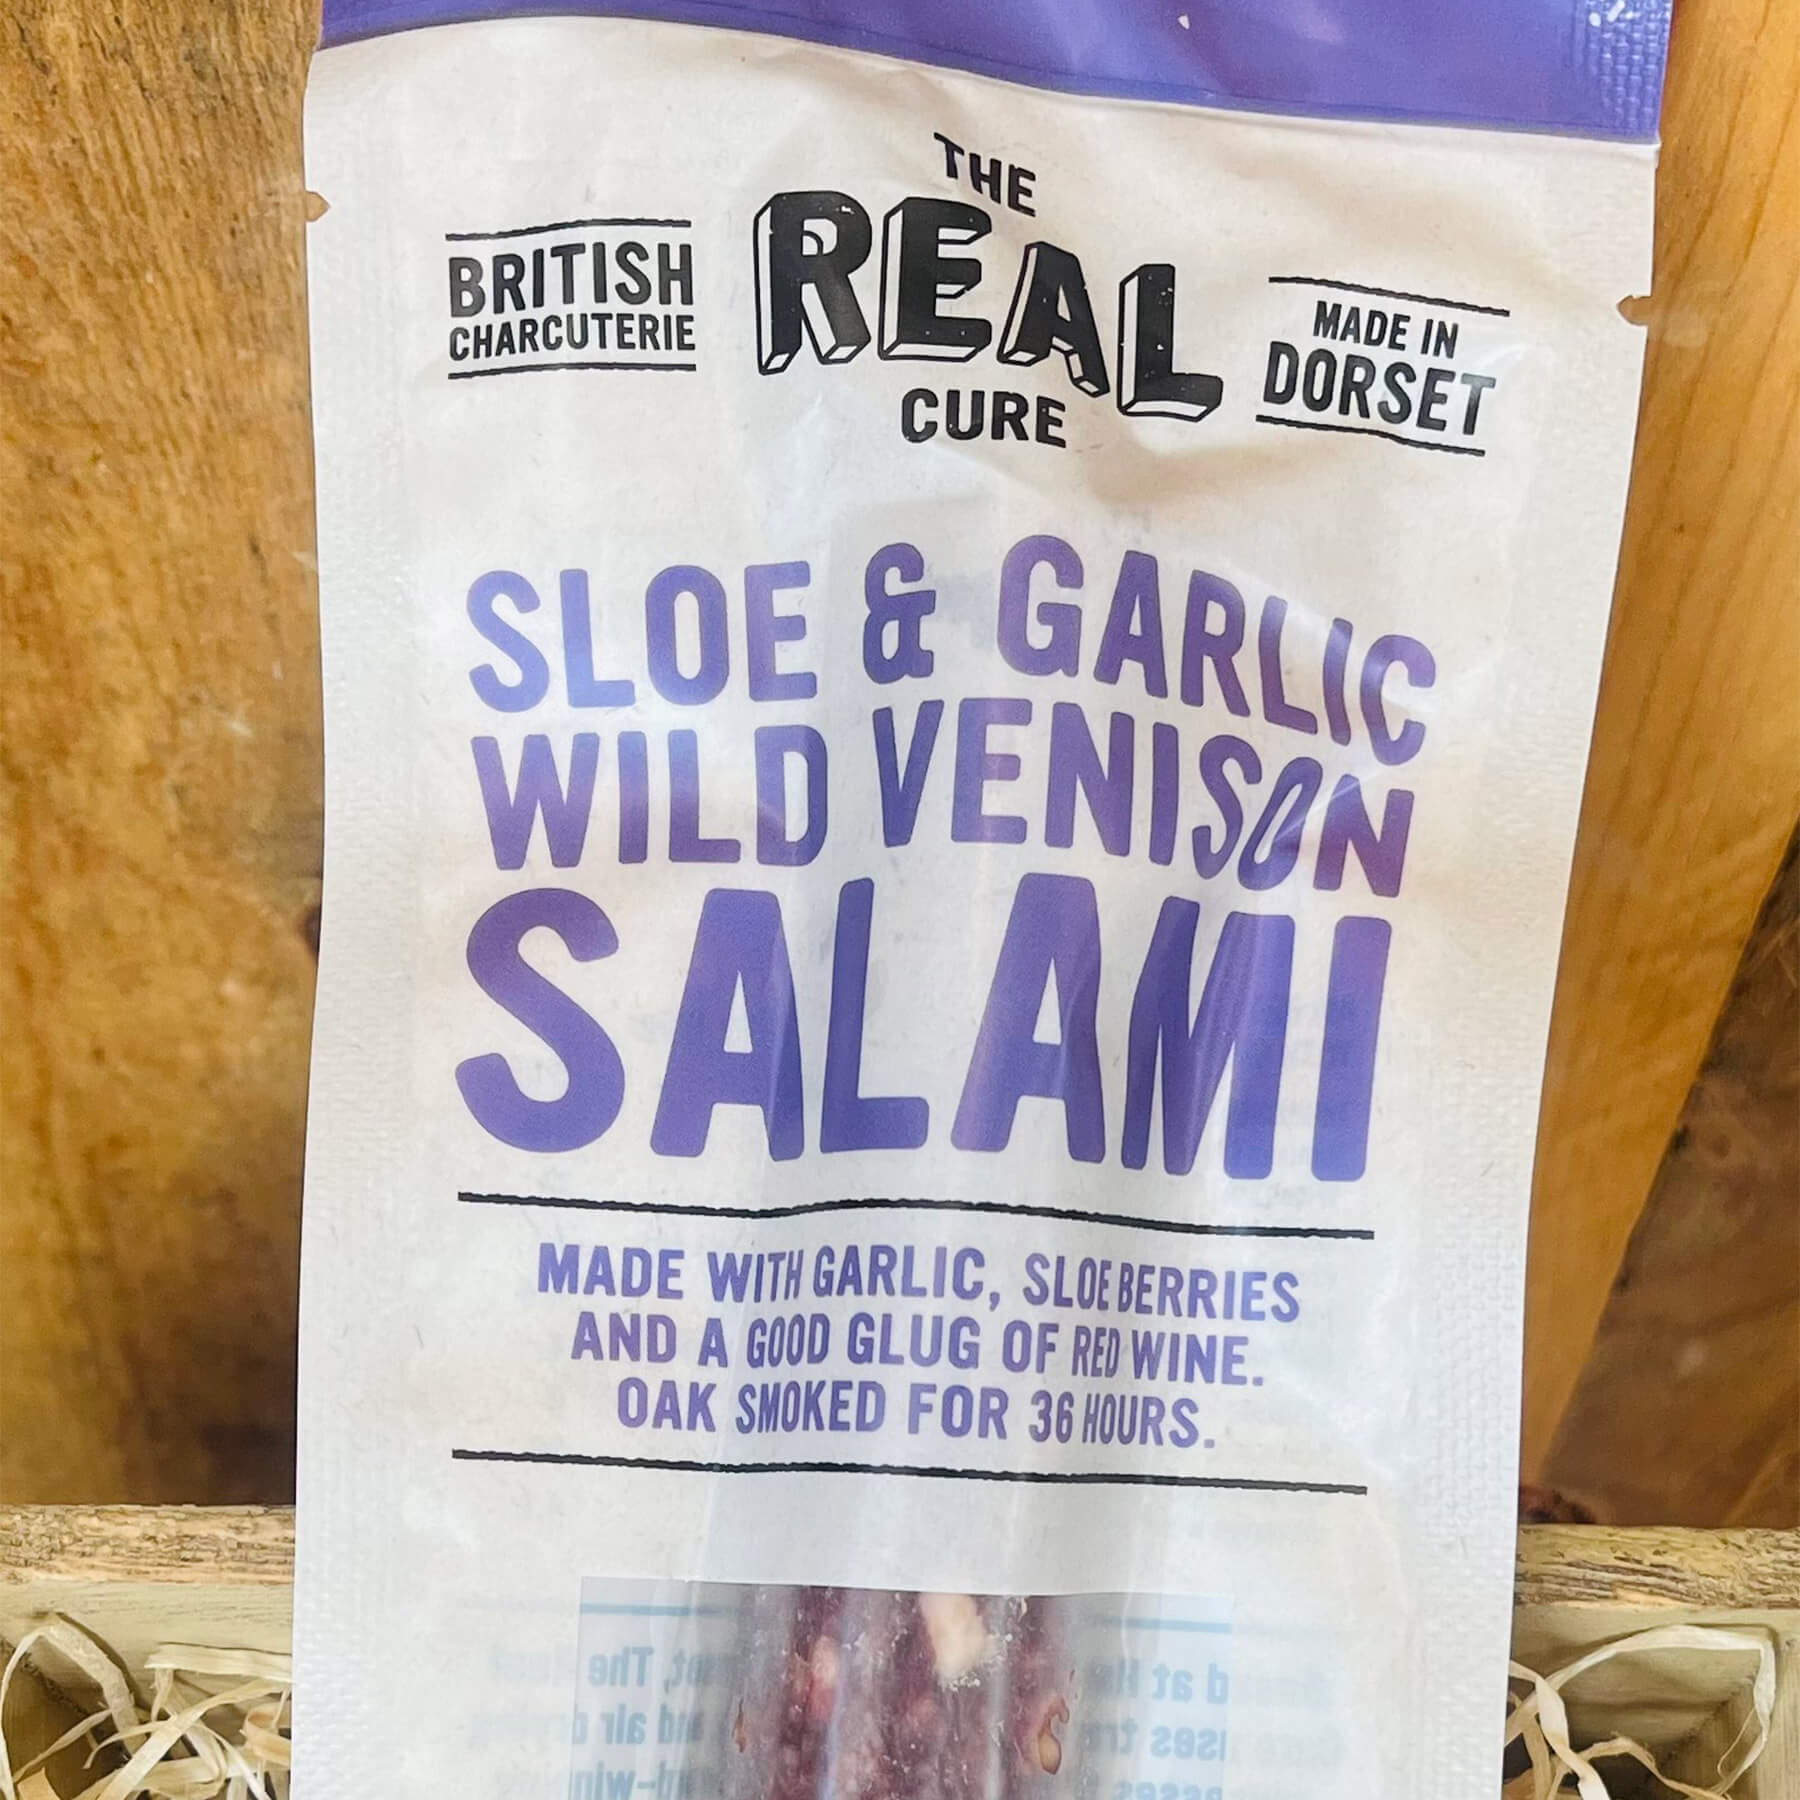 THE
REAL
CURE
BRITISH
CHARCUTERIE
MADE IN
DORSET
SLOE & GARLIC
WILD VENISON
SALAMI
MADE WITH GARLIC, SLOE BERRIES
AND A GOOD GLUG OF RED WINE.
OAK SMOKED FOR 36 HOURS.